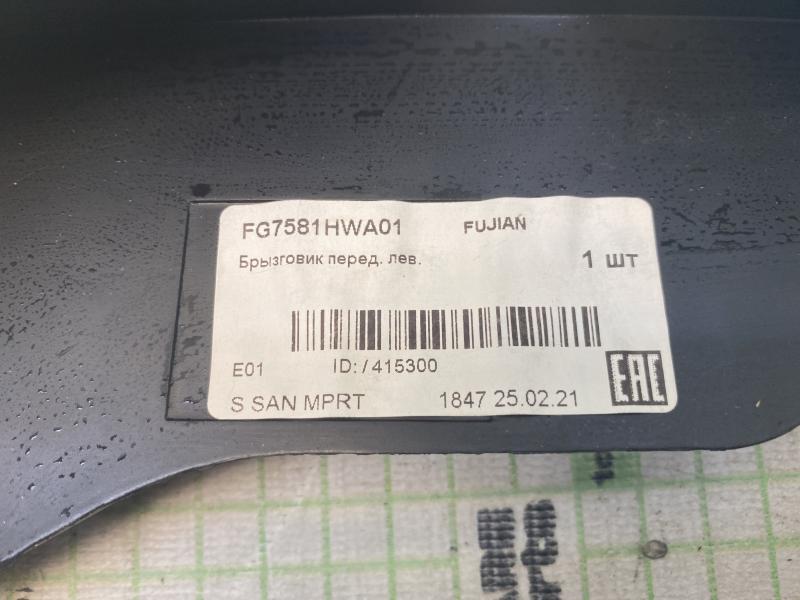 FG7581HWA01 FUJIAN
Брызговик перед. лев. 1 шт
E01 ID: / 415300
S SAN MPRT 1847 25.02.21
EAC